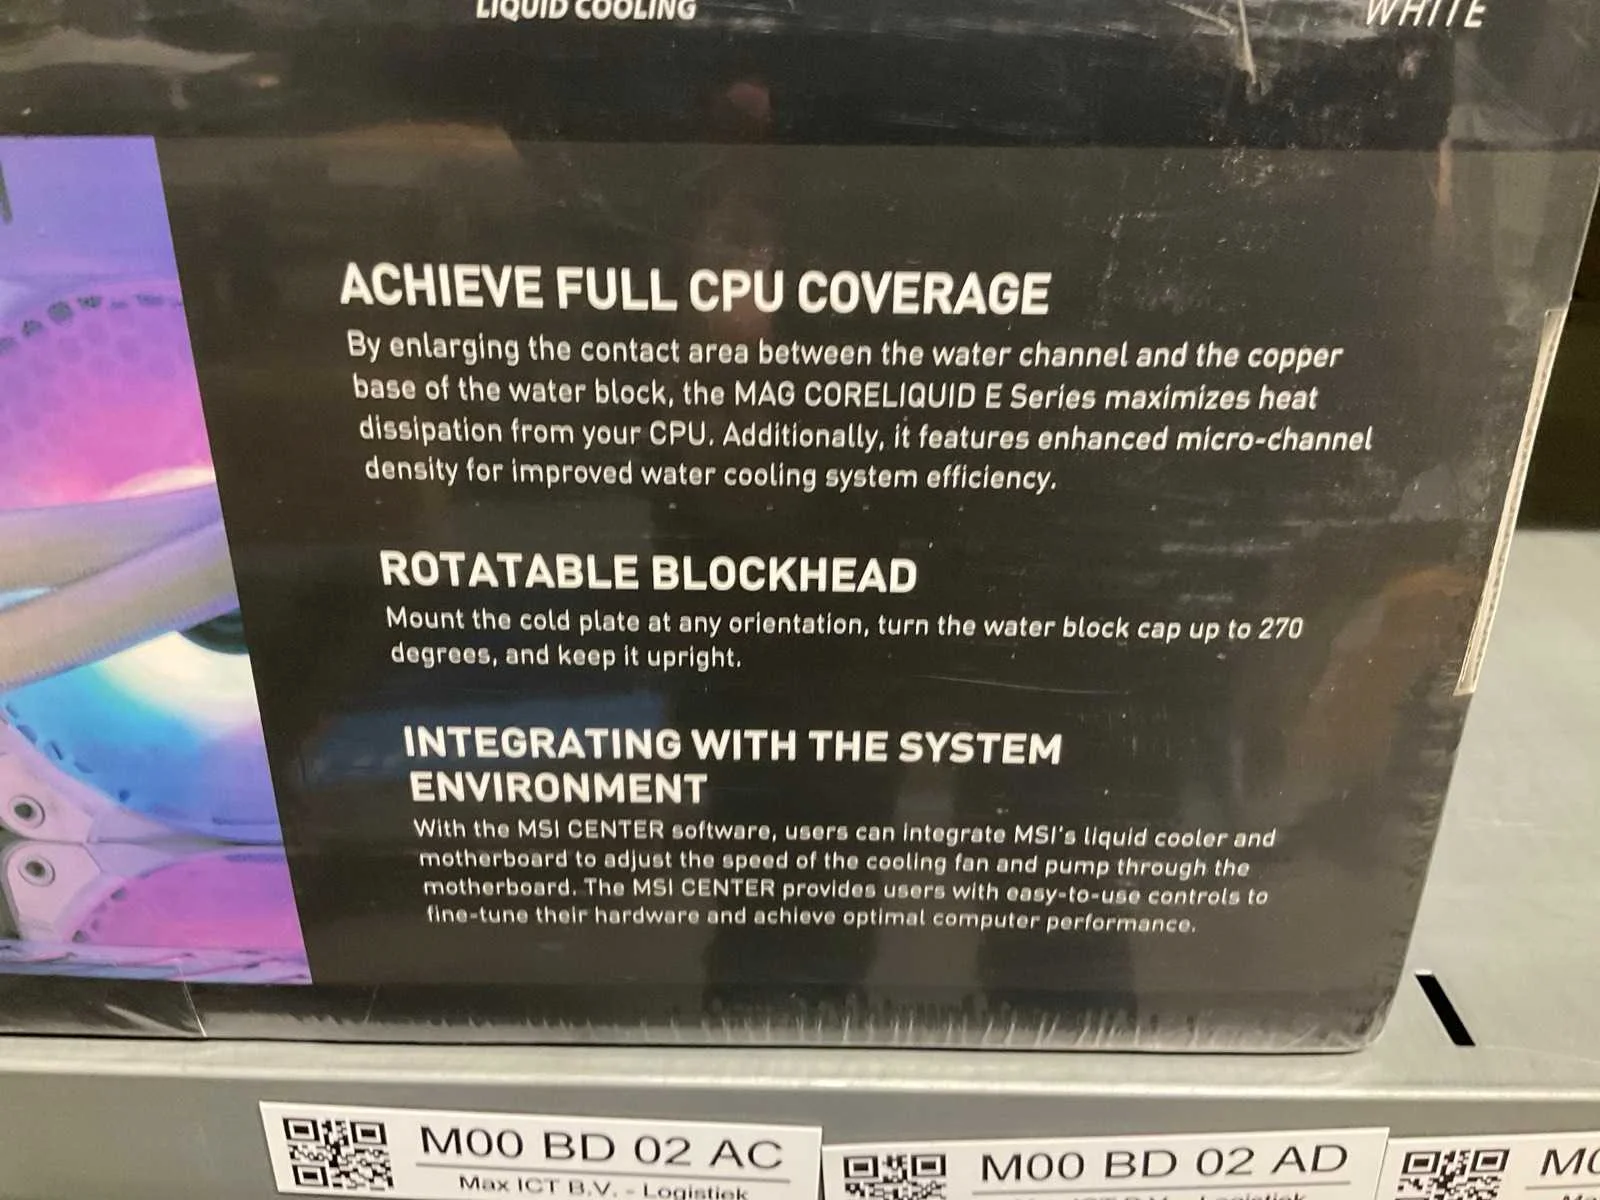 LIQUID COOLING
WHITE
ACHIEVE FULL CPU COVERAGE
By enlarging the contact area between the water channel and the copper
base of the water block, the MAG CORELIQUID E Series maximizes heat
dissipation from your CPU. Additionally, it features enhanced micro-channel
density for improved water cooling system efficiency.
ROTATABLE BLOCKHEAD
Mount the cold plate at any orientation, turn the water block cap up to 270
degrees, and keep it upright.
INTEGRATING WITH THE SYSTEM
ENVIRONMENT
With the MSI CENTER software, users can integrate MSI's liquid cooler and
motherboard to adjust the speed of the cooling fan and pump through the
motherboard. The MSI CENTER provides users with easy-to-use controls to
fine-tune their hardware and achieve optimal computer performance.
M00 BD 02 AC
Max ICT B.V. - Logistiek
M00 BD 02 AD